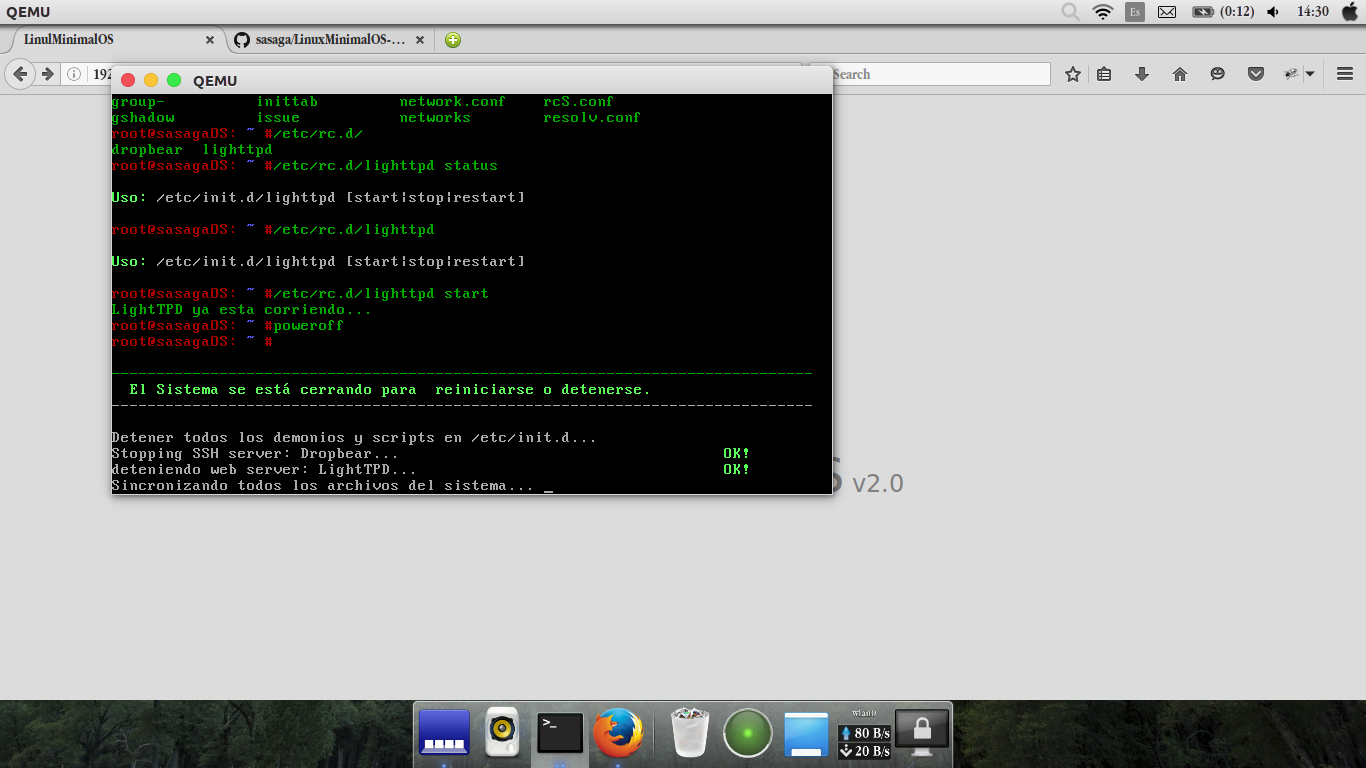 QEMU
Es
(0:12)
14:30
LinulMinimalOS
sasaga/LinuxMinimalOS-...
192
Search
QEMU
group- inittab network.conf rcS.conf
gshadow issue networks resolv.conf
root@sasagaOS: ~ #/etc/rc.d/
dropbear lighttpd
root@sasagaOS: ~ #/etc/rc.d/lighttpd status
Uso: /etc/init.d/lighttpd [start|stop|restart]
root@sasagaOS: ~ #/etc/rc.d/lighttpd
Uso: /etc/init.d/lighttpd [start|stop|restart]
root@sasagaOS: ~ #/etc/rc.d/lighttpd start
LightTPD ya esta corriendo...
root@sasagaOS: ~ #poweroff
root@sasagaOS: ~ #
El Sistema se está cerrando para  reiniciarse o detenerse.
Detener todos los demonios y scripts en /etc/init.d...
Stopping SSH server: Dropbear... OK!
deteniendo web server: LightTPD... OK!
Sincronizando todos los archivos del sistema... _
S v2.0
>_
wlan0
80 B/s
20 B/s